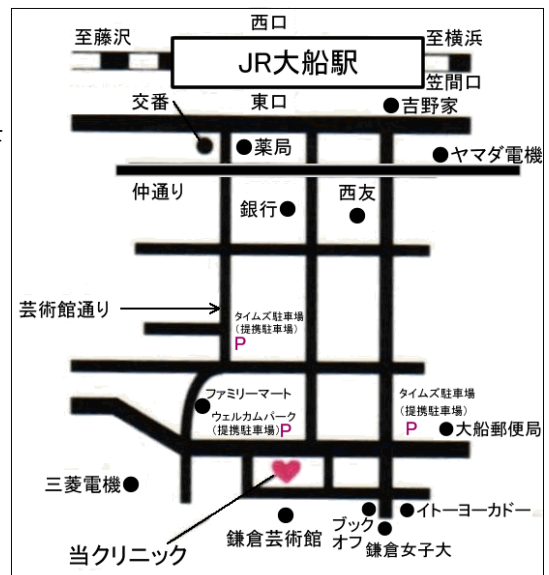 西口
至藤沢
JR大船駅
至横浜
笠間口
交番
東口
吉野家
薬局
ヤマダ電機
仲通り
銀行
西友
芸術館通り
タイムズ駐車場
(提携駐車場)
P
ファミリーマート
ウェルカムパーク
(提携駐車場)P
タイムズ駐車場
(提携駐車場)
P
大船郵便局
三菱電機
当クリニック
鎌倉芸術館
ブック
オフ
イトーヨーカドー
鎌倉女子大